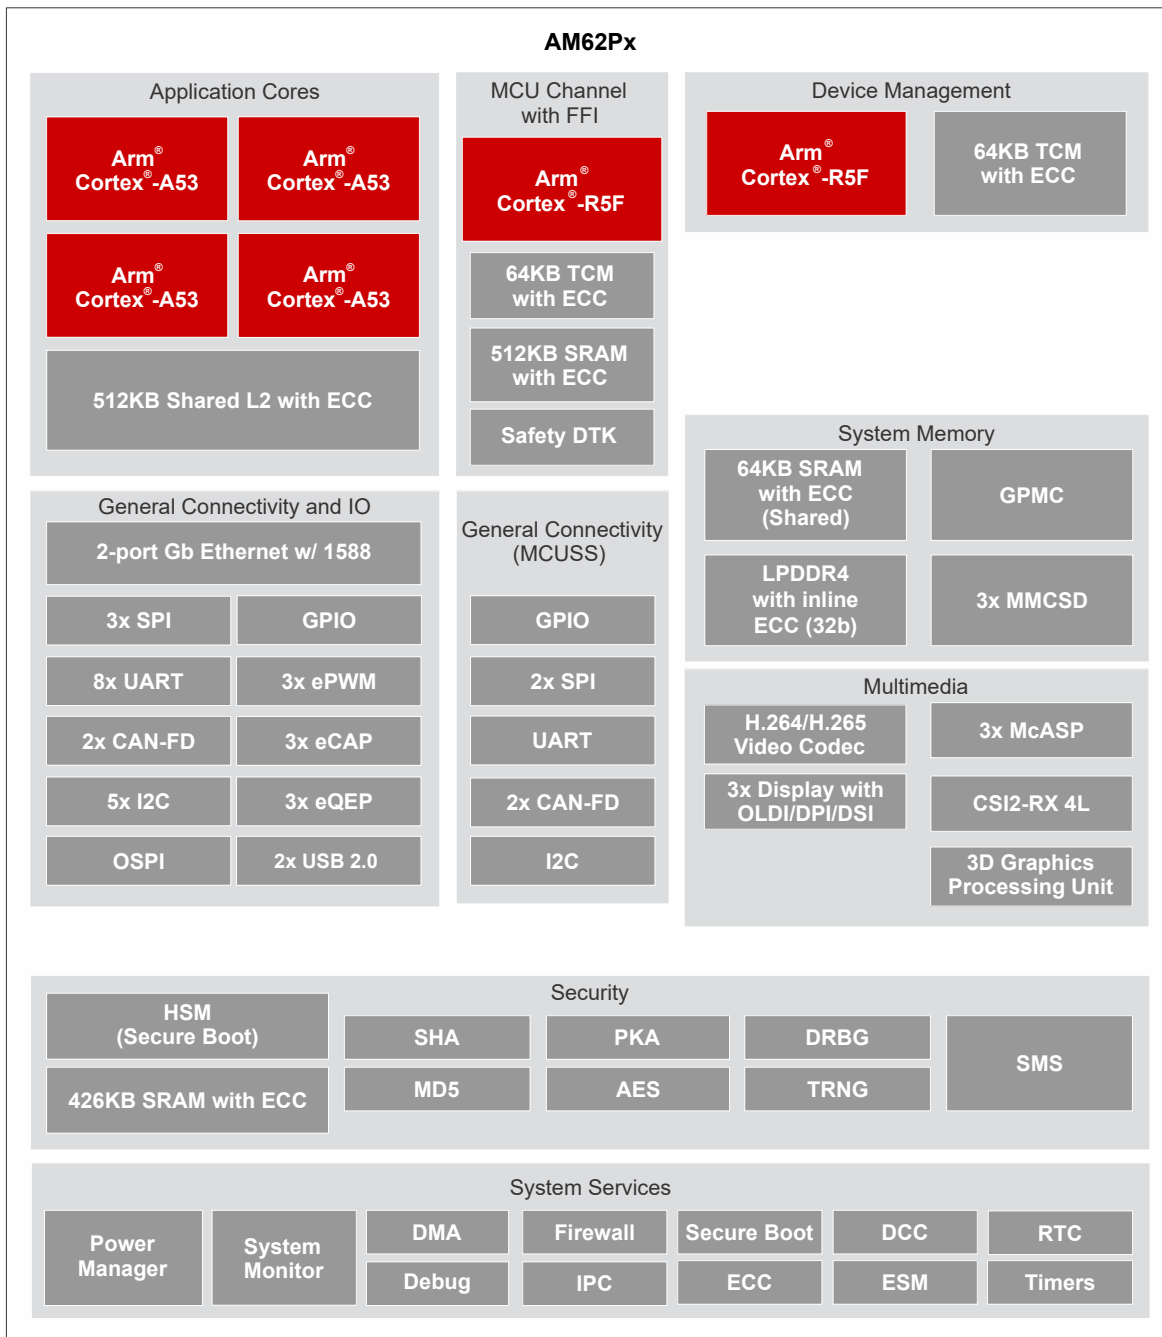 AM62Px
Application Cores
Arm®
Cortex®-A53
Arm®
Cortex®-A53
Arm®
Cortex®-A53
Arm®
Cortex®-A53
512KB Shared L2 with ECC
MCU Channel
with FFI
Arm®
Cortex®-R5F
64KB TCM
with ECC
512KB SRAM
with ECC
Safety DTK
Device Management
Arm®
Cortex®-R5F
64KB TCM
with ECC
System Memory
64KB SRAM
with ECC
(Shared)
GPMC
LPDDR4
with inline
ECC (32b)
3x MMCSD
General Connectivity and IO
2-port Gb Ethernet w/ 1588
3x SPI
GPIO
8x UART
3x ePWM
2x CAN-FD
3x eCAP
5x I2C
3x eQEP
OSPI
2x USB 2.0
General Connectivity
(MCUSS)
GPIO
2x SPI
UART
2x CAN-FD
I2C
Multimedia
H.264/H.265
Video Codec
3x McASP
3x Display with
OLDI/DPI/DSI
CSI2-RX 4L
3D Graphics
Processing Unit
Security
HSM
(Secure Boot)
426KB SRAM with ECC
SHA
PKA
DRBG
MD5
AES
TRNG
SMS
System Services
Power
Manager
System
Monitor
DMA
Firewall
Secure Boot
DCC
RTC
Debug
IPC
ECC
ESM
Timers